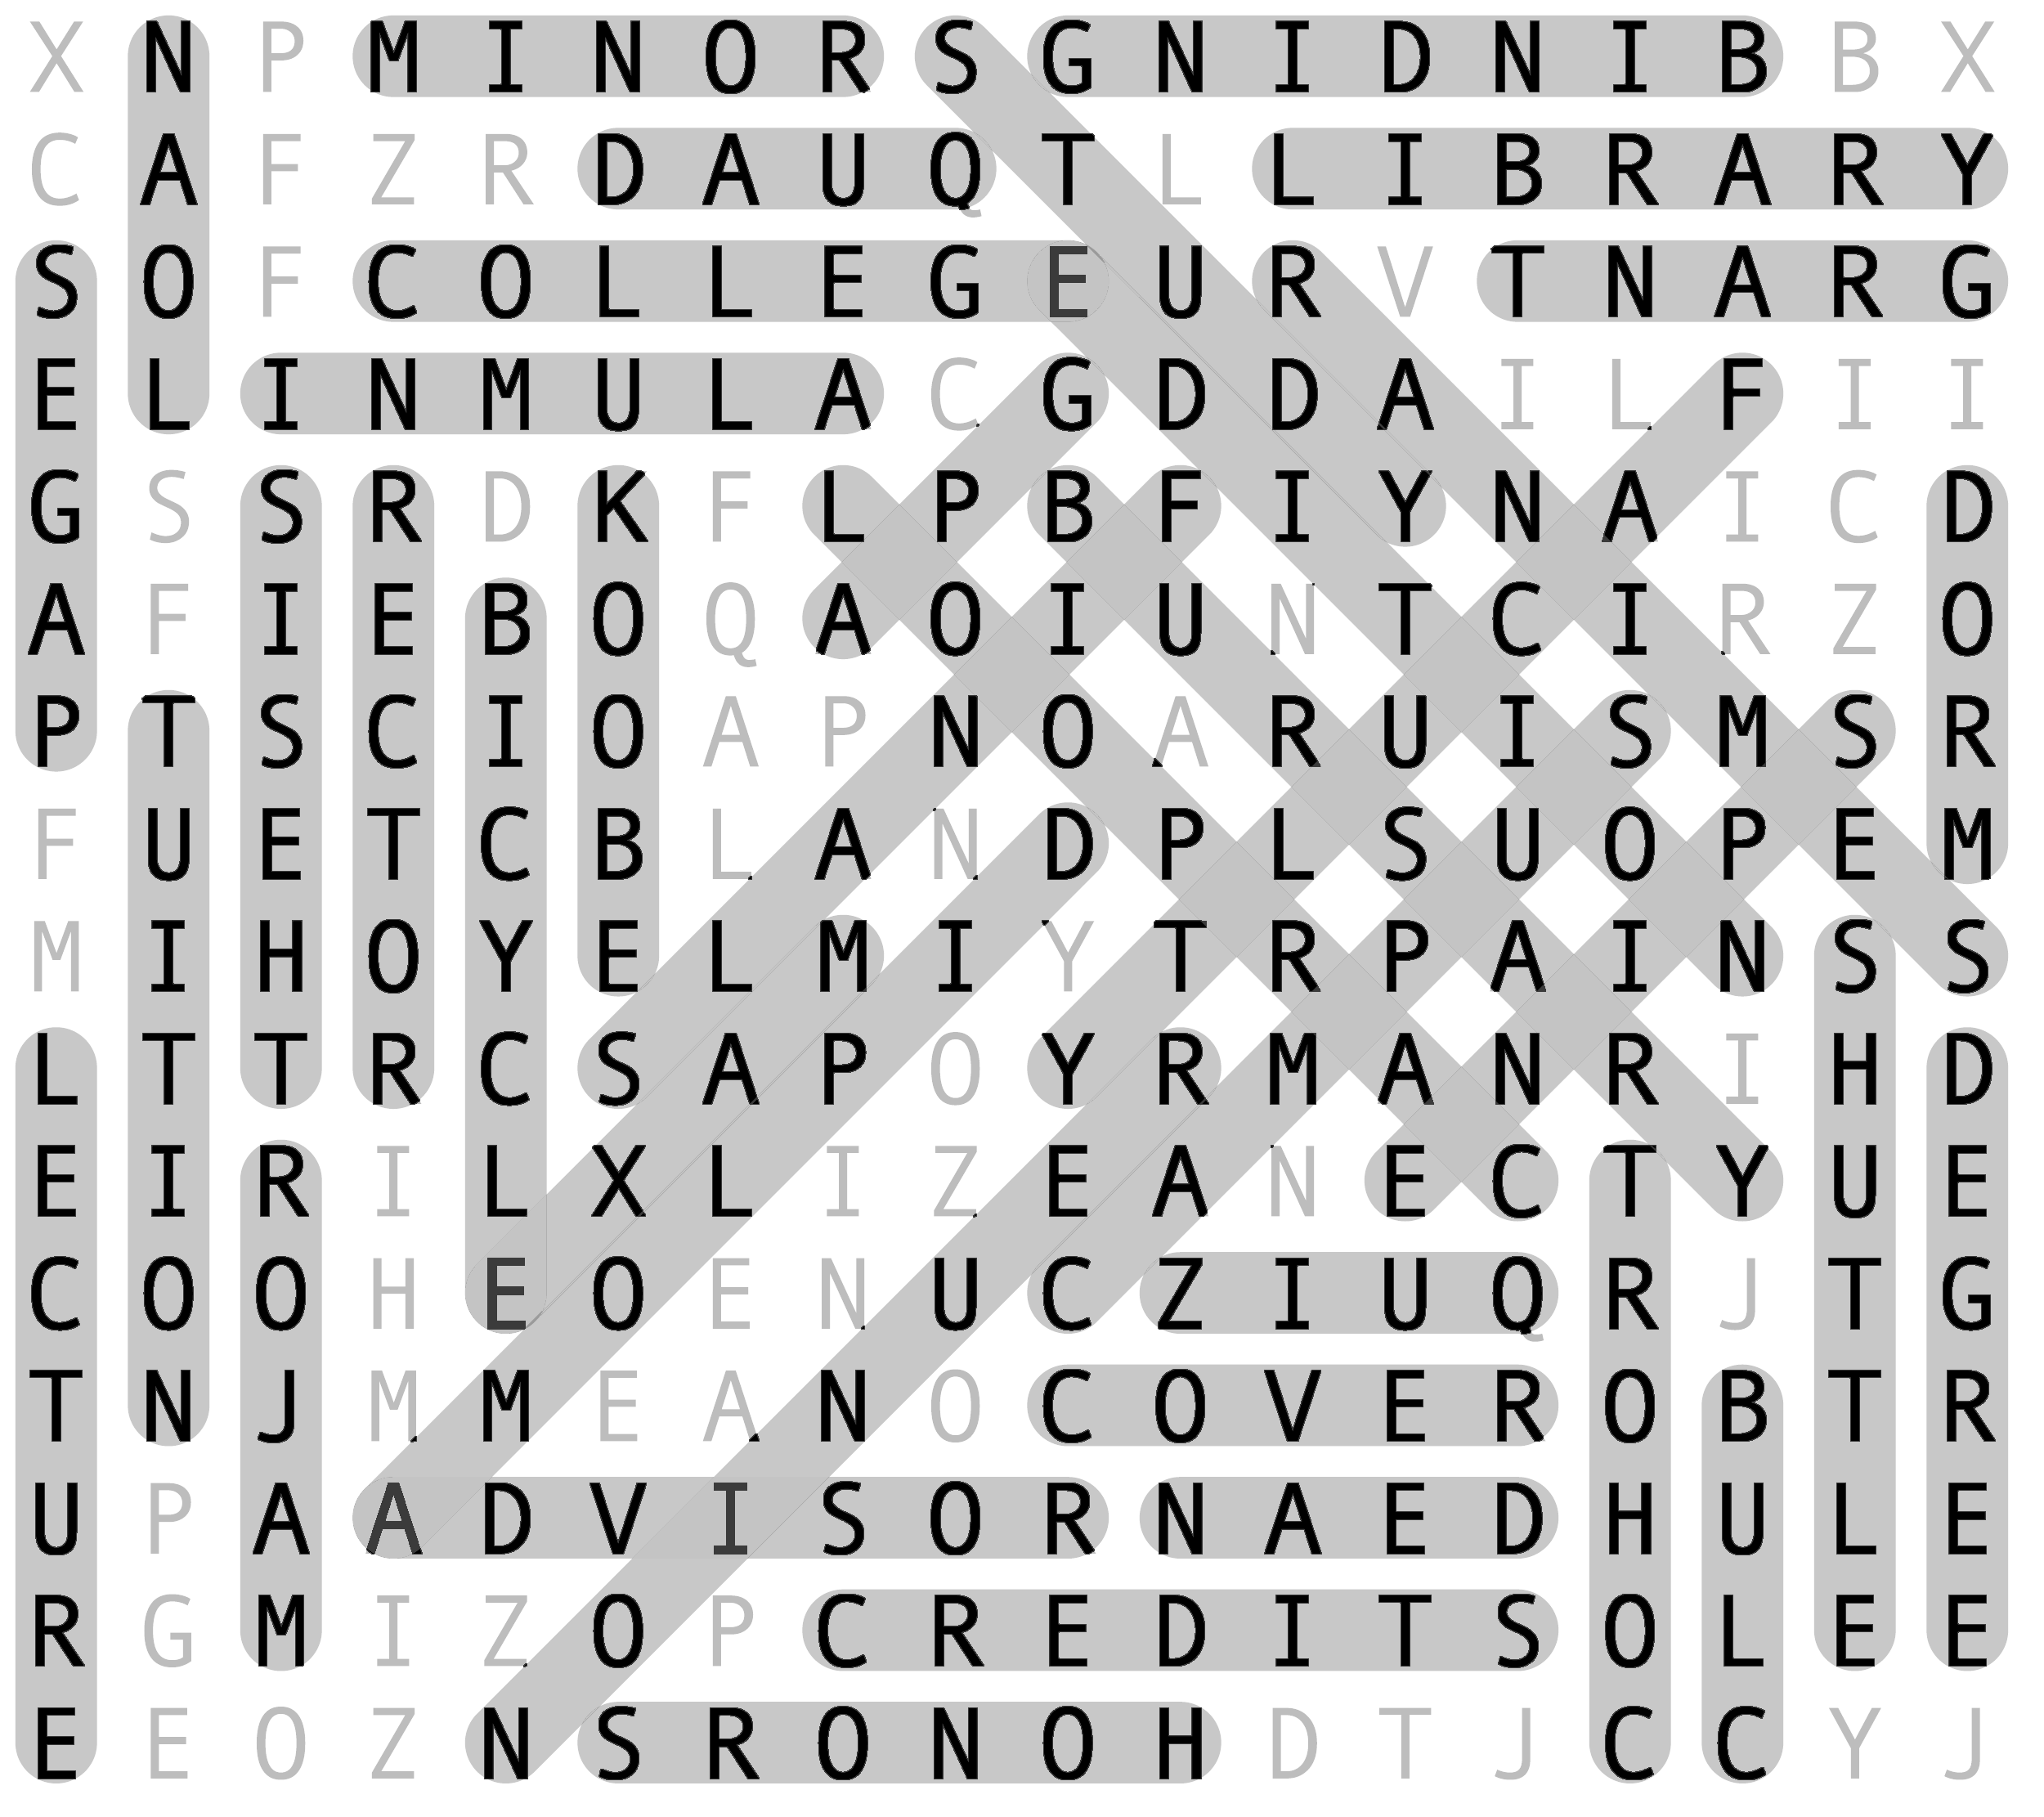 X N P M I N O R S G N I D N I B B X
C A F Z R D A U Q T L L I B R A R Y
S O F C O L L E G E U R V T N A R G
E L I N M U L A C G D D A I L F I I
G S S R D K F L P B F I Y N A I C D
A F I E B O Q A O I U N T C I R Z O
P T S C I O A P N O A R U I S M S R
F U E T C B L A N D P L S U O P E M
M I H O Y E L M I Y T R P A I N S S
L T T R C S A P O Y R M A N R I H D
E I R I L X L I Z E A N E C T Y U E
C O O H E O E N U C Z I U Q R J T G
T N J M M E A N O C O V E R O B T R
U P A A D V I S O R N A E D H U L E
R G M I Z O P C R E D I T S O L E E
E E O Z N S R O N O H D T J C C Y J